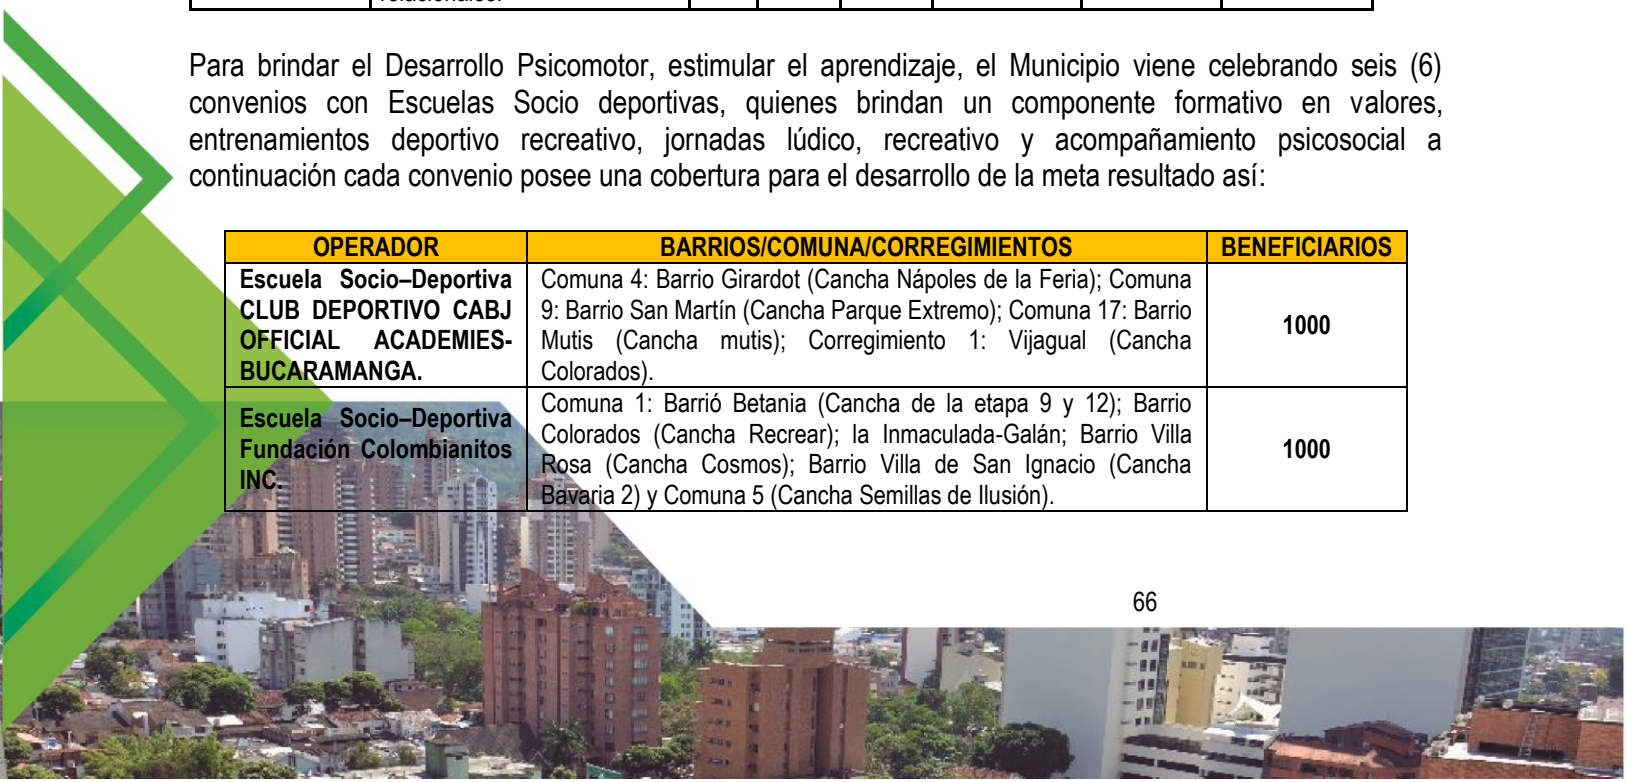 relacionales.
Para brindar el Desarrollo Psicomotor, estimular el aprendizaje, el Municipio viene celebrando seis (6)
convenios con Escuelas Socio deportivas, quienes brindan un componente formativo en valores,
entrenamientos deportivo recreativo, jornadas lúdico, recreativo y acompañamiento psicosocial a
continuación cada convenio posee una cobertura para el desarrollo de la meta resultado así:
OPERADOR BARRIOS/COMUNA/CORREGIMIENTOS BENEFICIARIOS
Escuela Socio–Deportiva
CLUB DEPORTIVO CABJ
OFFICIAL ACADEMIES-
BUCARAMANGA.
Comuna 4: Barrio Girardot (Cancha Nápoles de la Feria); Comuna
9: Barrio San Martín (Cancha Parque Extremo); Comuna 17: Barrio
Mutis (Cancha mutis); Corregimiento 1: Vijagual (Cancha
Colorados).
1000
Escuela Socio–Deportiva
Fundación Colombianitos
INC.
Comuna 1: Barrió Betania (Cancha de la etapa 9 y 12); Barrio
Colorados (Cancha Recrear); la Inmaculada-Galán; Barrio Villa
Rosa (Cancha Cosmos); Barrio Villa de San Ignacio (Cancha
Bavaria 2) y Comuna 5 (Cancha Semillas de Ilusión).
1000
66